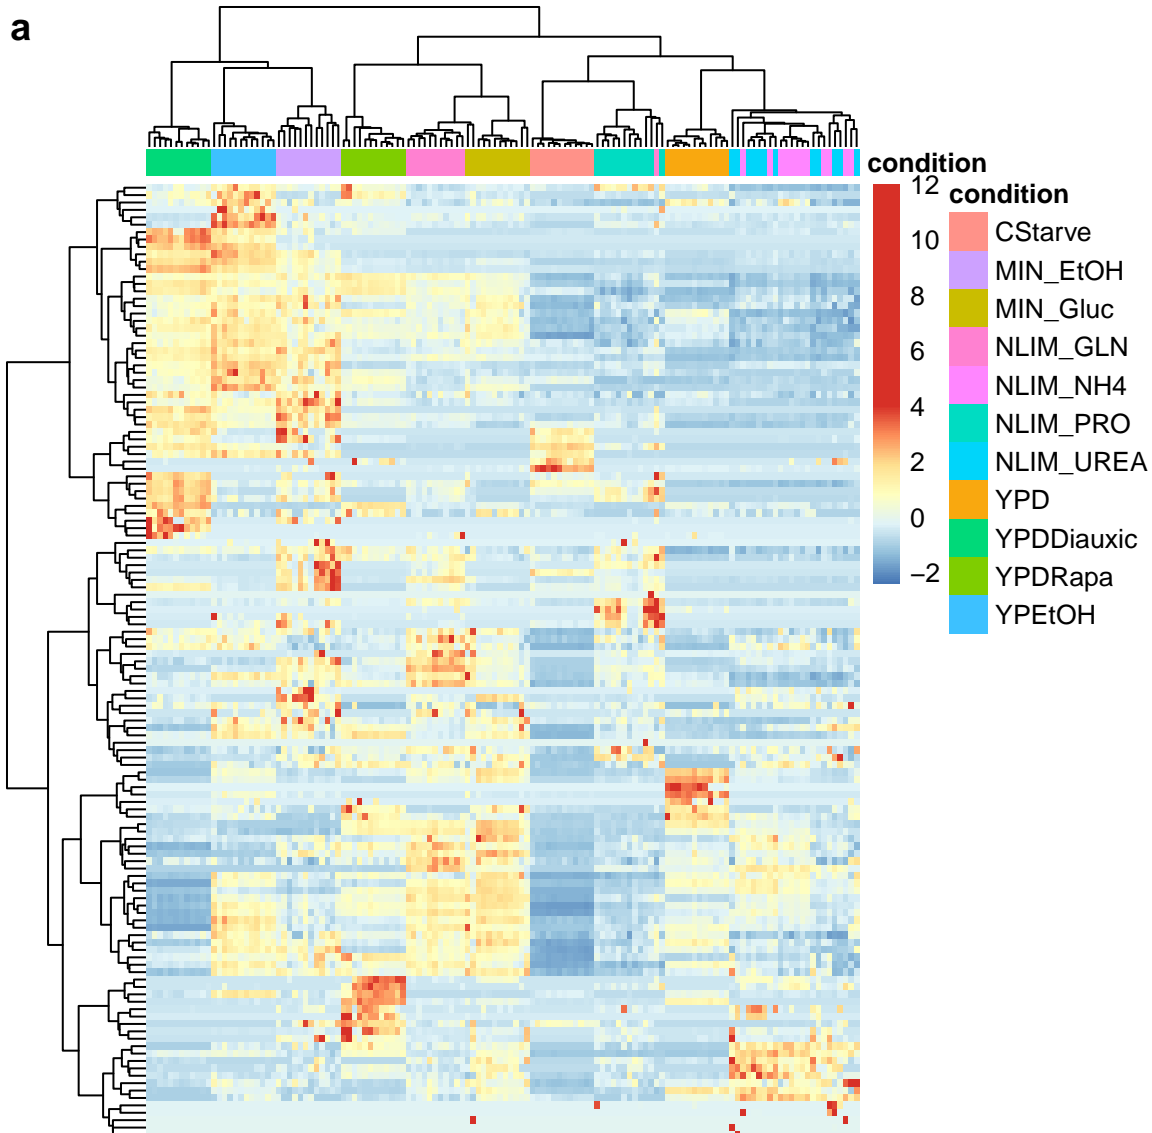 a
condition
12
10
8
6
4
2
0
−2
condition
CStarve
MIN_EtOH
MIN_Gluc
NLIM_GLN
NLIM_NH4
NLIM_PRO
NLIM_UREA
YPD
YPDDiauxic
YPDRapa
YPEtOH